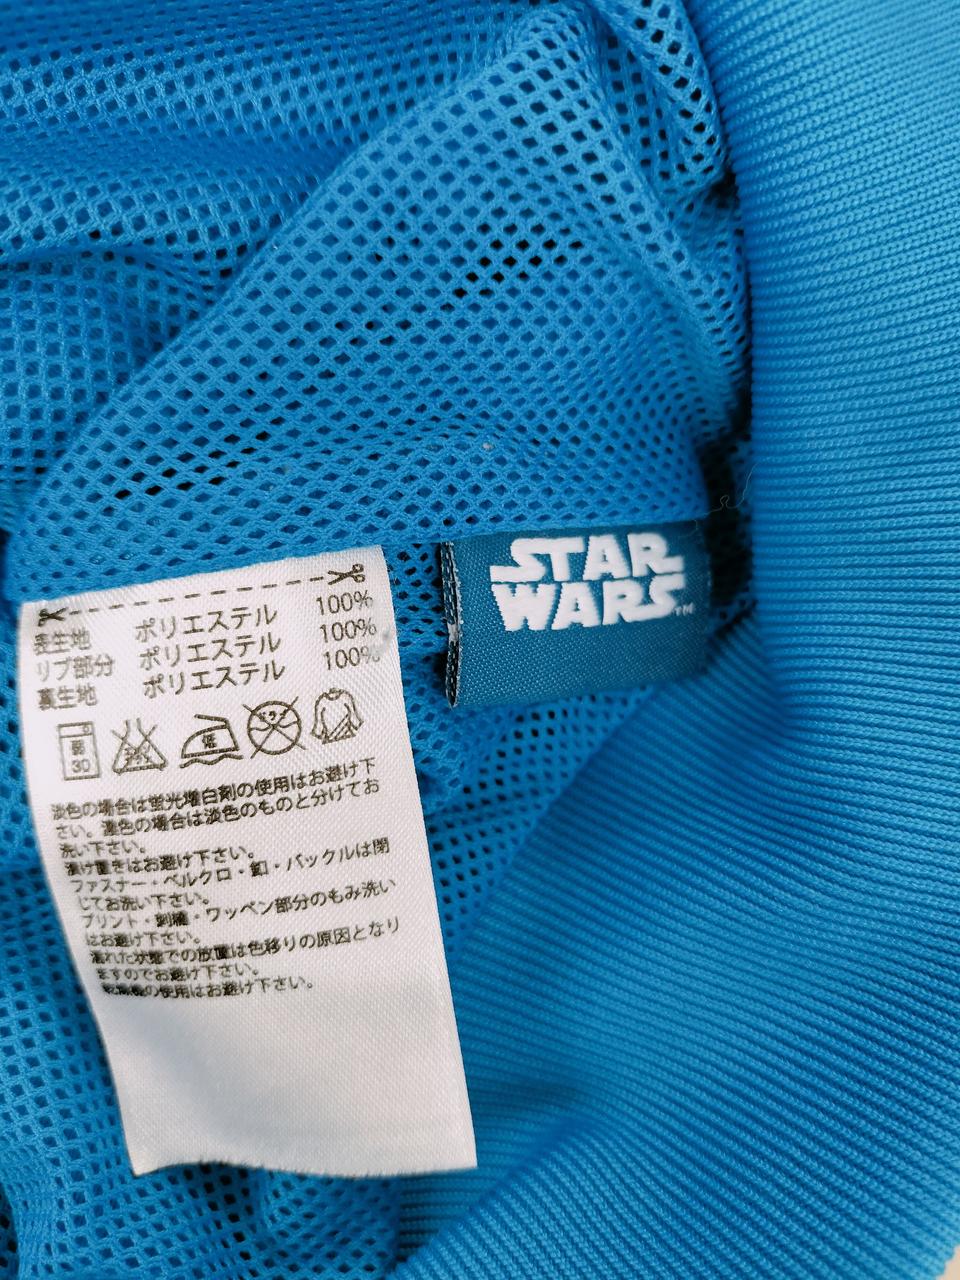 表生地 ポリエステル 100%
リブ部分 ポリエステル 100%
裏生地 ポリエステル 100%
弱
30
低
ドライ
淡色の場合は蛍光増白剤の使用はお避け下
さい。濃色の場合は淡色のものと分けてお
洗い下さい。
漬け置きはお避け下さい。
ファスナー・ベルクロ・釦・バックルは閉
じてお洗い下さい。
プリント・刺繍・ワッペン部分のもみ洗い
はお避け下さい。
濡れた状態での放置は色移りの原因となり
ますのでお避け下さい。
乾燥機の使用はお避け下さい。
STAR
WARS™